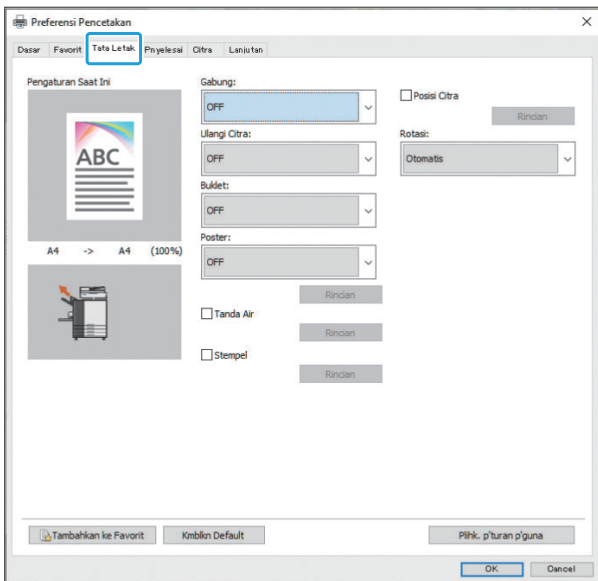 Preferensi Pencetakan
Dasar Favorit Tata Letak Pnyelesai Citra Lanjutan
Pengaturan Saat Ini
ABC
A4 -> A4 (100%)
Gabung:
OFF
Ulangi Citra:
OFF
Buklet:
OFF
Poster:
OFF
Rincian
Tanda Air
Rincian
Stempel
Rincian
Posisi Citra
Rincian
Rotasi:
Otomatis
Tambahkan ke Favorit Kmblkn Default Plihk. p'turan p'guna
OK Cancel